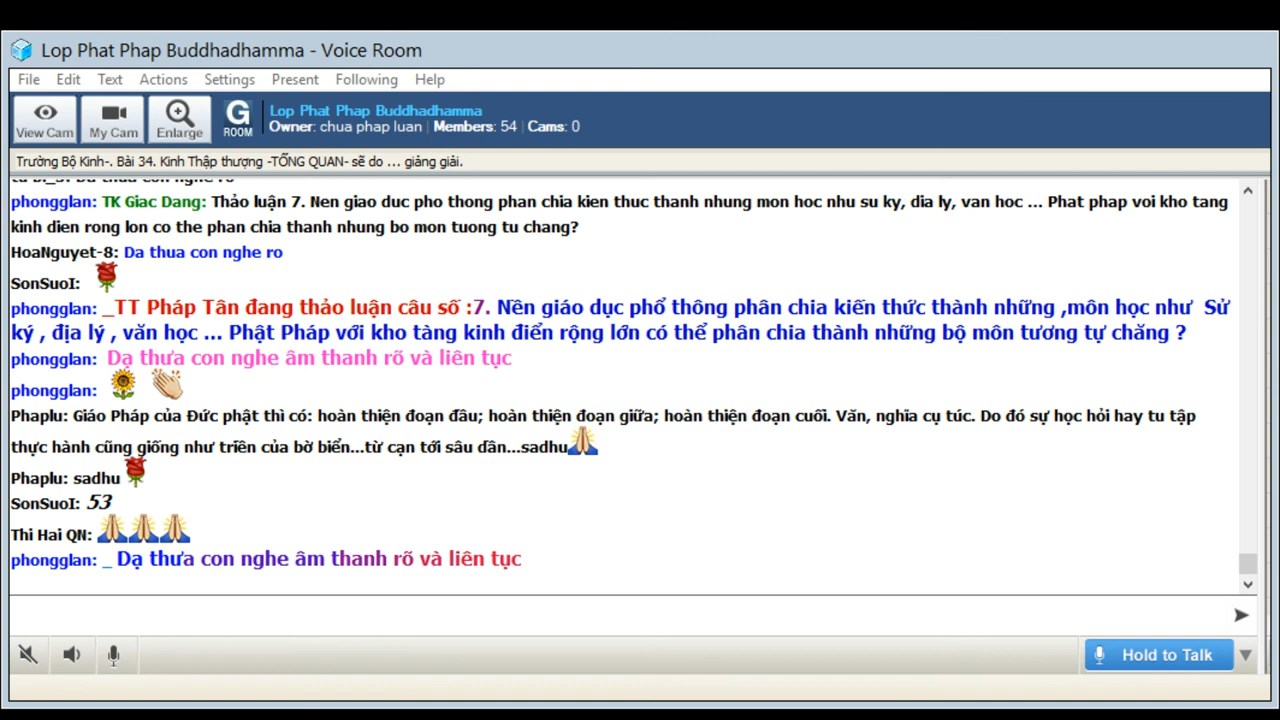 Lop Phat Phap Buddhadhamma - Voice Room
File Edit Text Actions Settings Present Following Help
View Cam
My Cam
Enlarge
G
ROOM
Lop Phat Phap Buddhadhamma
Owner: chua phap luan | Members: 54 | Cams: 0
Trường Bộ Kinh-. Bài 34. Kinh Thập thượng -TỔNG QUAN- sẽ do ... giảng giải.
phongglan: TK Giac Dang: Thảo luận 7. Nen giao duc pho thong phan chia kien thuc thanh nhung mon hoc nhu su ky, dia ly, van hoc ... Phat phap voi kho tang
kinh dien rong lon co the phan chia thanh nhung bo mon tuong tu chang?
HoaNguyet-8: Da thua con nghe ro
SonSuoI:
phongglan: _TT Pháp Tân đang thảo luận câu số :7. Nền giáo dục phổ thông phân chia kiến thức thành những ,môn học như Sử
ký , địa lý , văn học ... Phật Pháp với kho tàng kinh điển rộng lớn có thể phân chia thành những bộ môn tương tự chăng ?
phongglan: Dạ thưa con nghe âm thanh rõ và liên tục
phongglan:
Phaplu: Giáo Pháp của Đức phật thì có: hoàn thiện đoạn đầu; hoàn thiện đoạn giữa; hoàn thiện đoạn cuối. Văn, nghĩa cụ túc. Do đó sự học hỏi hay tu tập
thực hành cũng giống như triền của bờ biển...từ cạn tới sâu dần...sadhu
Phaplu: sadhu
SonSuoI: 53
Thi Hai QN:
phongglan: _ Dạ thưa con nghe âm thanh rõ và liên tục
Hold to Talk